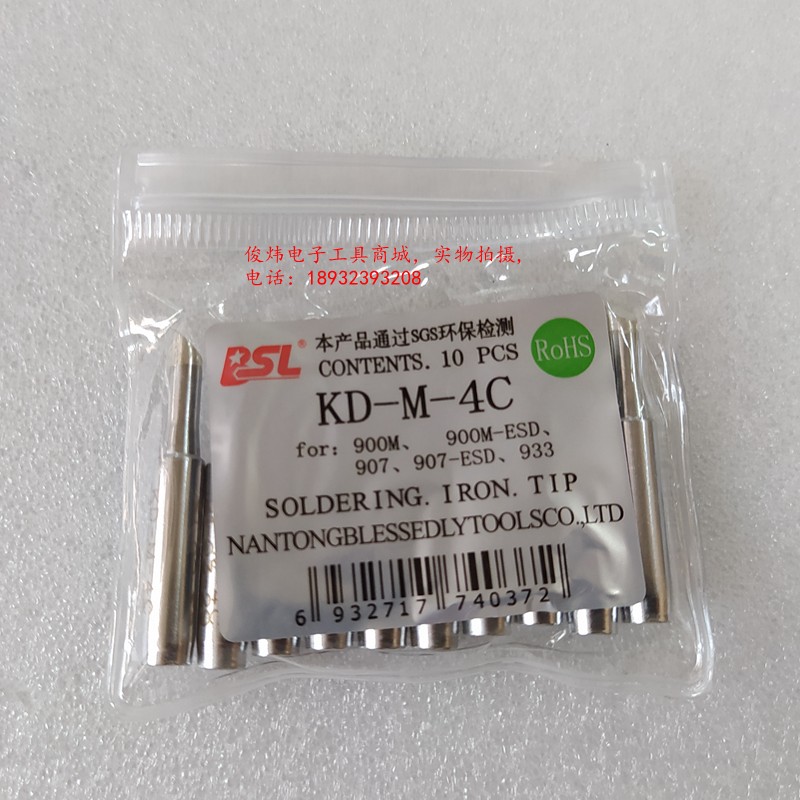 俊炜电子工具商城，实物拍摄，
电话：18932393208
BSL®
本产品通过SGS环保检测
CONTENTS. 10 PCS
RoHS
KD-M-4C
for: 900M、 900M-ESD、
907、907-ESD、933
SOLDERING. IRON. TIP
NANTONGBLESSEDLYTOOLSCO.,LTD
6 932717 740372